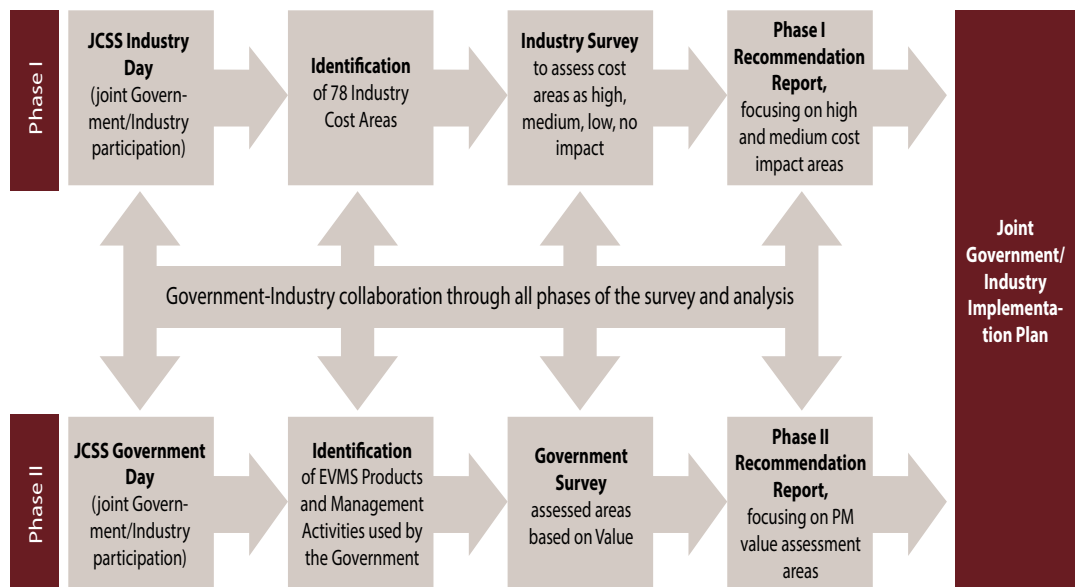 Phase I
JCSS Industry
Day
(joint Govern-
ment/Industry
participation)
Identification
of 78 Industry
Cost Areas
Industry Survey
to assess cost
areas as high,
medium, low, no
impact
Phase I
Recommendation
Report,
focusing on high
and medium cost
impact areas
Government-Industry collaboration through all phases of the survey and analysis
Phase II
JCSS Government
Day
(joint Govern-
ment/Industry
participation)
Identification
of EVMS Products
and Management
Activities used by
the Government
Government
Survey
assessed areas
based on Value
Phase II
Recommendation
Report,
focusing on PM
value assessment
areas
Joint
Government/
Industry
Implementa-
tion Plan